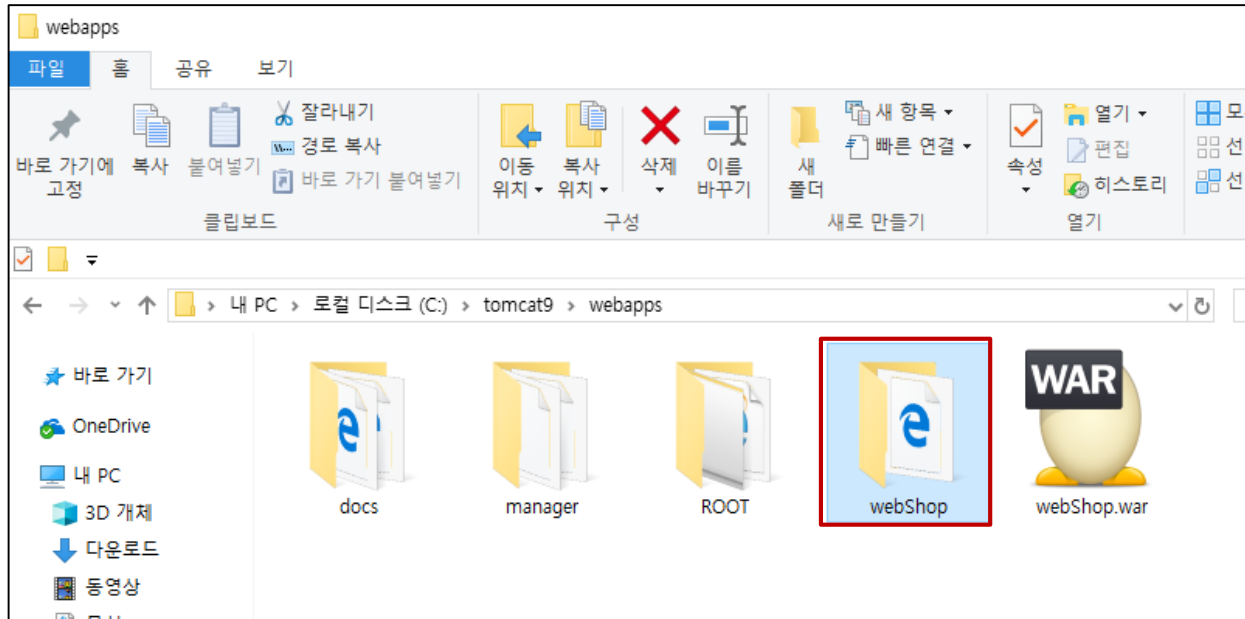 webapps
파일 홈 공유 보기
바로 가기에 고정
복사
붙여넣기
잘라내기
경로 복사
바로 가기 붙여넣기
클립보드
이동 위치
복사 위치
삭제
이름 바꾸기
구성
새 폴더
새 항목
빠른 연결
새로 만들기
속성
열기
편집
히스토리
열기
모
선
선
내 PC > 로컬 디스크 (C:) > tomcat9 > webapps
바로 가기
OneDrive
내 PC
3D 개체
다운로드
동영상
docs
manager
ROOT
webShop
WAR
webShop.war